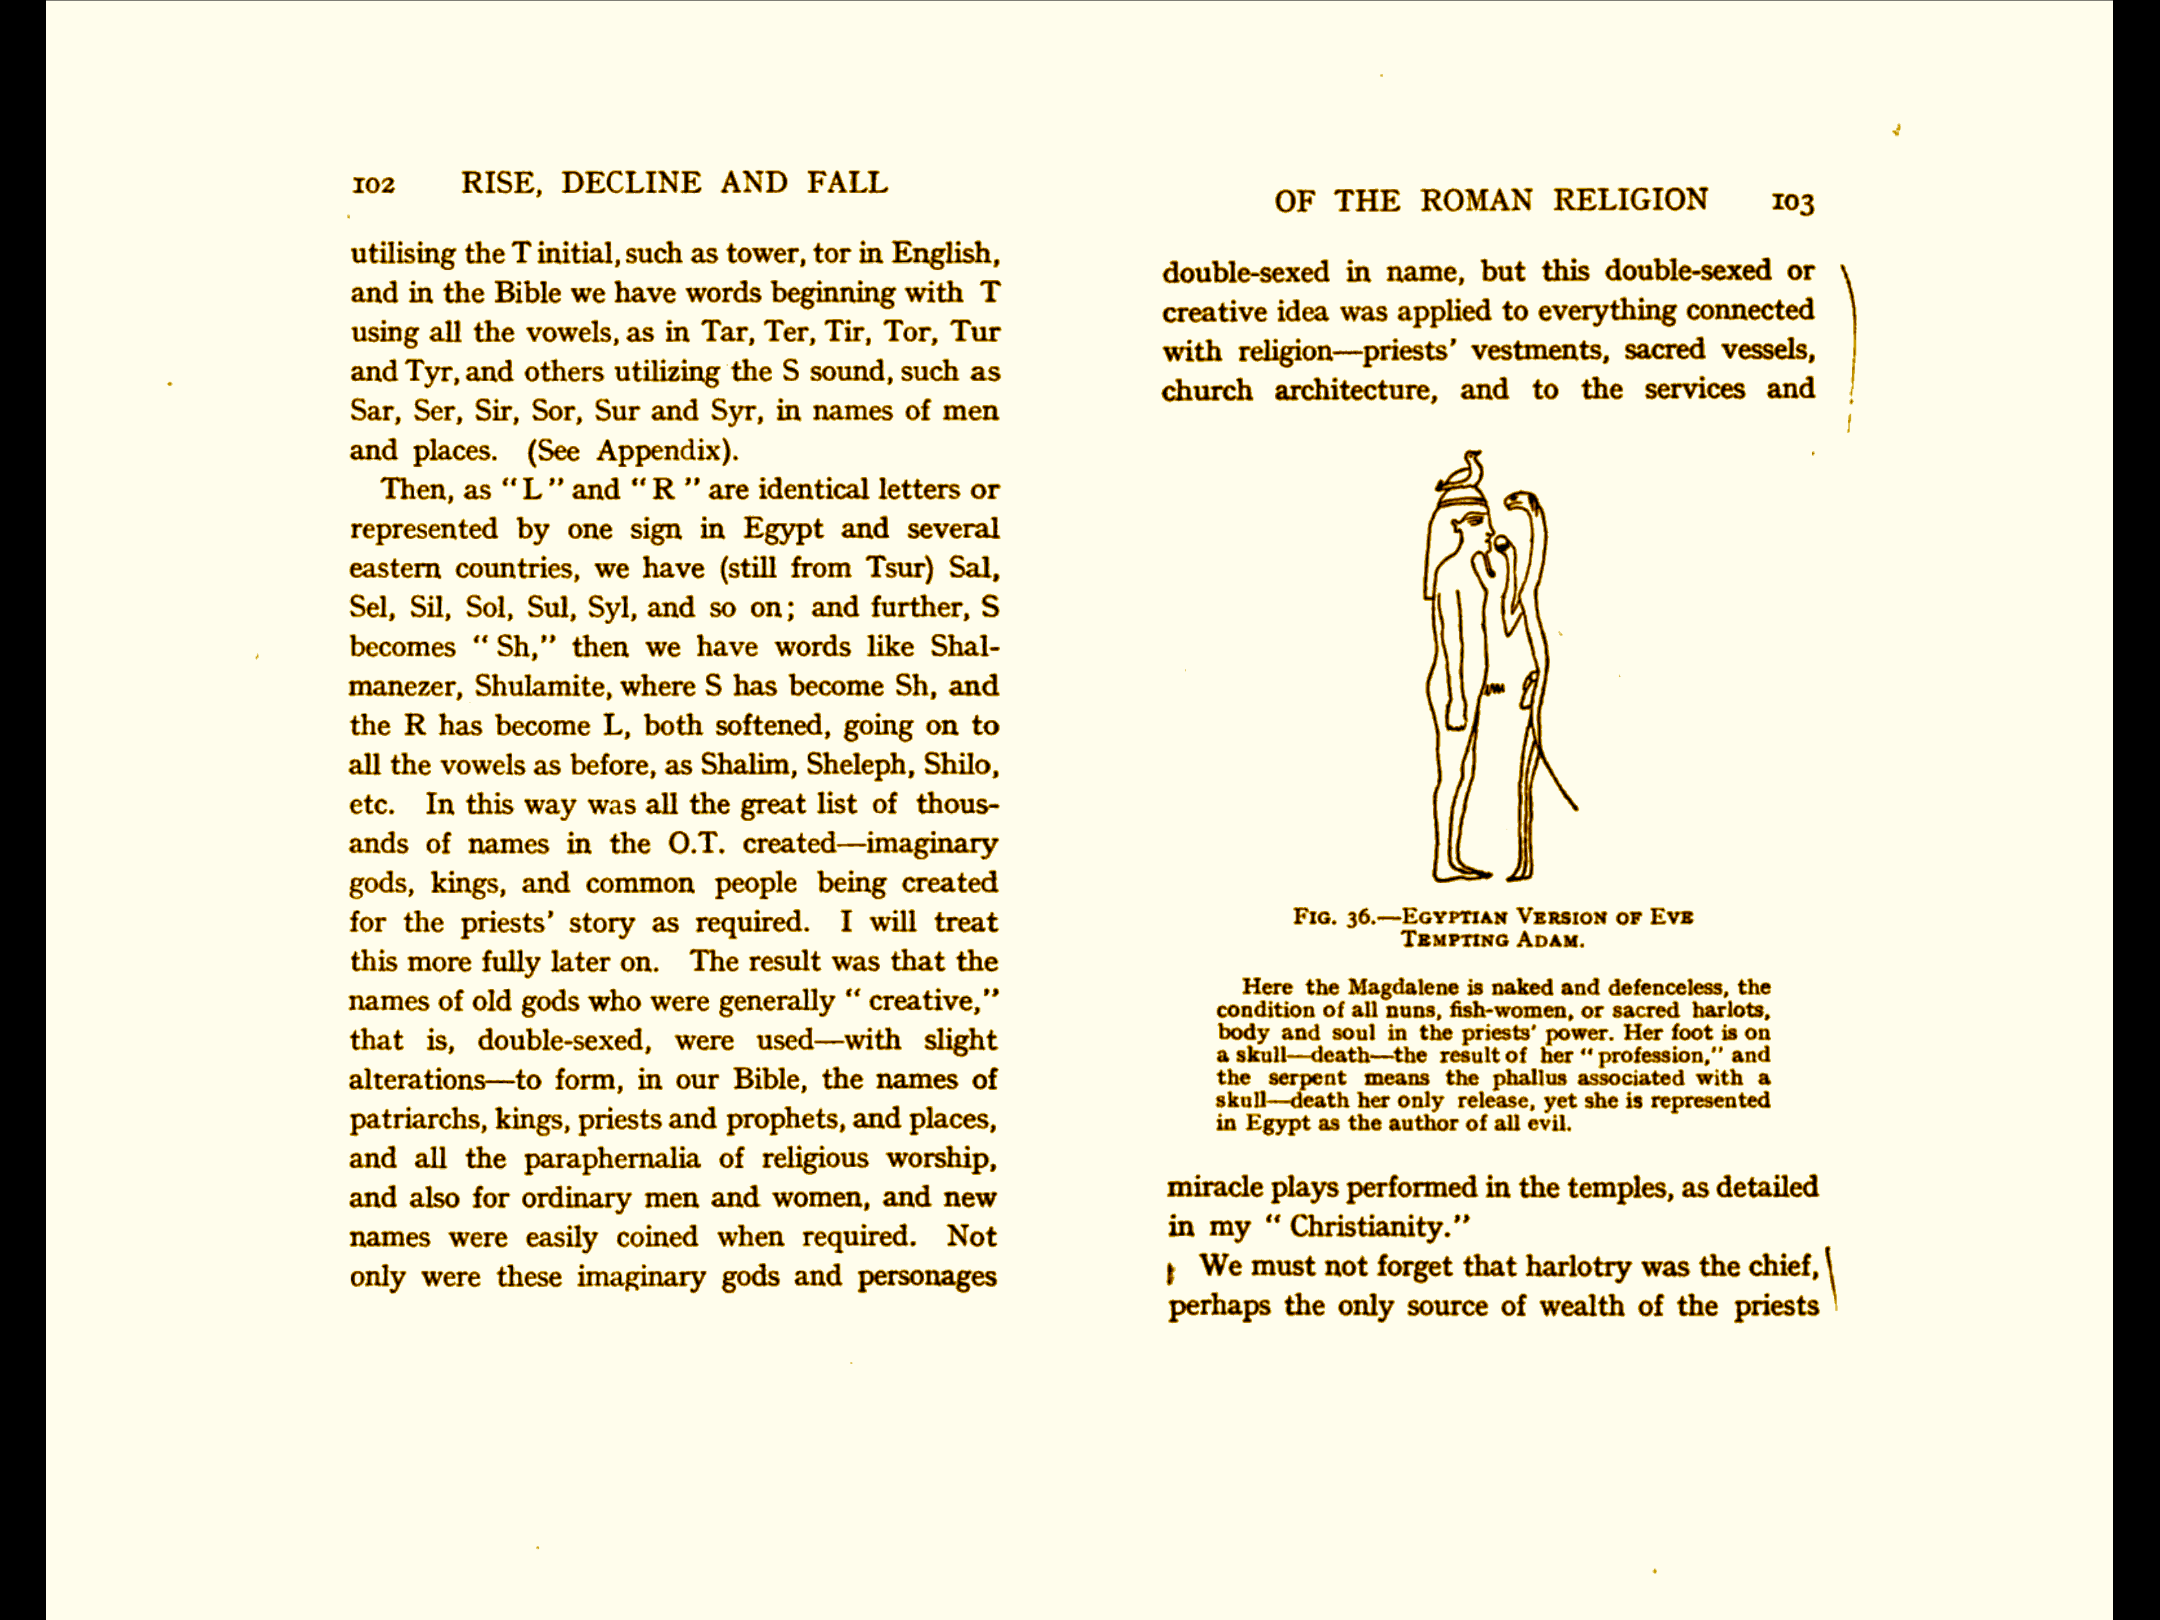 102 RISE, DECLINE AND FALL
utilising the T initial, such as tower, tor in English,
and in the Bible we have words beginning with T
using all the vowels, as in Tar, Ter, Tir, Tor, Tur
and Tyr, and others utilizing the S sound, such as
Sar, Ser, Sir, Sor, Sur and Syr, in names of men
and places. (See Appendix).
Then, as “ L ” and “ R ” are identical letters or
represented by one sign in Egypt and several
eastern countries, we have (still from Tsur) Sal,
Sel, Sil, Sol, Sul, Syl, and so on; and further, S
becomes “ Sh,” then we have words like Shal-
manezer, Shulamite, where S has become Sh, and
the R has become L, both softened, going on to
all the vowels as before, as Shalim, Sheleph, Shilo,
etc. In this way was all the great list of thous-
ands of names in the O.T. created—imaginary
gods, kings, and common people being created
for the priests’ story as required. I will treat
this more fully later on. The result was that the
names of old gods who were generally “ creative,”
that is, double-sexed, were used—with slight
alterations—to form, in our Bible, the names of
patriarchs, kings, priests and prophets, and places,
and all the paraphernalia of religious worship,
and also for ordinary men and women, and new
names were easily coined when required. Not
only were these imaginary gods and personages
OF THE ROMAN RELIGION 103
double-sexed in name, but this double-sexed or
creative idea was applied to everything connected
with religion—priests’ vestments, sacred vessels,
church architecture, and to the services and
FIG. 36.—EGYPTIAN VERSION OF EVE
TEMPTING ADAM.
Here the Magdalene is naked and defenceless, the
condition of all nuns, fish-women, or sacred harlots,
body and soul in the priests’ power. Her foot is on
a skull—death—the result of her “ profession,” and
the serpent means the phallus associated with a
skull—death her only release, yet she is represented
in Egypt as the author of all evil.
miracle plays performed in the temples, as detailed
in my “ Christianity.”
We must not forget that harlotry was the chief,
perhaps the only source of wealth of the priests